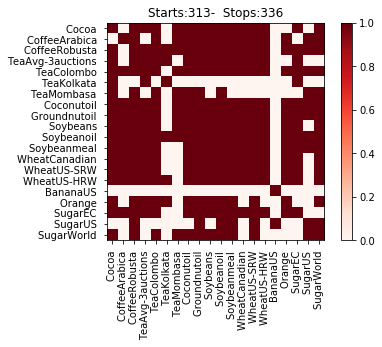 Starts:313- Stops:336
Cocoa
CoffeeArabica
CoffeeRobusta
TeaAvg-3auctions
TeaColombo
TeaKolkata
TeaMombasa
Coconutoil
Groundnutoil
Soybeans
Soybeanoil
Soybeanmeal
WheatCanadian
WheatUS-SRW
WheatUS-HRW
BananaUS
Orange
SugarEC
SugarUS
SugarWorld
1.0
0.8
0.6
0.4
0.2
0.0
Cocoa
CoffeeArabica
CoffeeRobusta
TeaAvg-3auctions
TeaColombo
TeaKolkata
TeaMombasa
Coconutoil
Groundnutoil
Soybeans
Soybeanoil
Soybeanmeal
WheatCanadian
WheatUS-SRW
WheatUS-HRW
BananaUS
Orange
SugarEC
SugarUS
SugarWorld